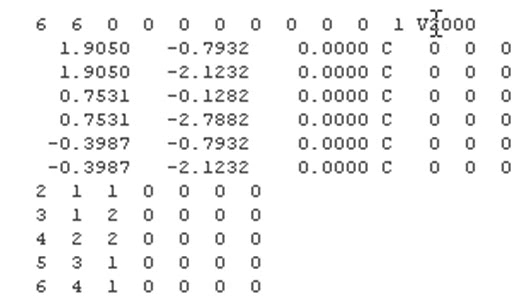 6 6 0 0 0 0 0 0 0 0 1 V2000
1.9050 -0.7932 0.0000 C 0 0 0
1.9050 -2.1232 0.0000 C 0 0 0
0.7531 -0.1282 0.0000 C 0 0 0
0.7531 -2.7882 0.0000 C 0 0 0
-0.3987 -0.7932 0.0000 C 0 0 0
-0.3987 -2.1232 0.0000 C 0 0 0
2 1 1 0 0 0 0
3 1 2 0 0 0 0
4 2 2 0 0 0 0
5 3 1 0 0 0 0
6 4 1 0 0 0 0